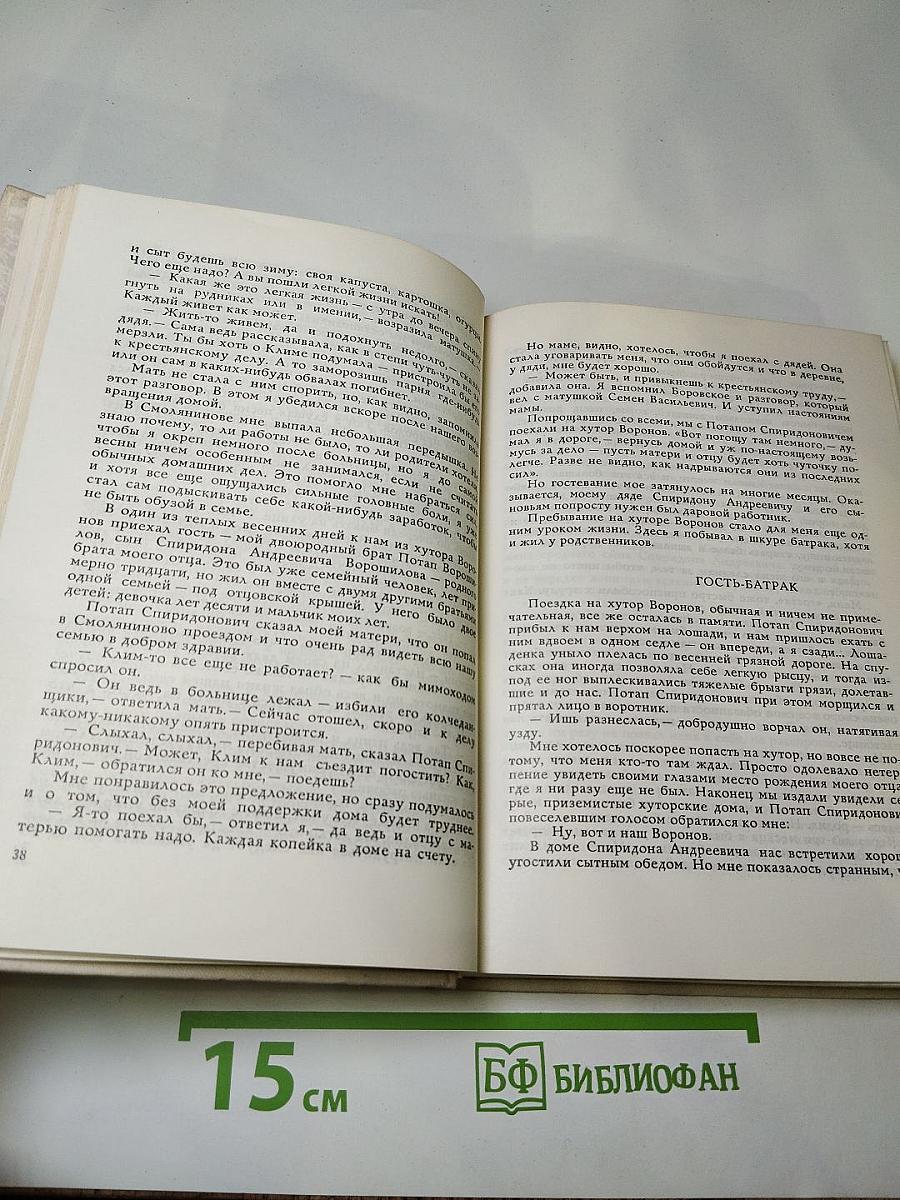 и сыт будешь всю зиму: своя капуста, картошка, огурцы.
Чего еще надо? А вы пошли легкой жизни искать!
— Какая же это легкая жизнь — с утра до вечера спину
гнуть на рудниках или в имении,— возразила матушка.—
Каждый живет как может.
— Жить-то живем, да и подохнуть недолго,— сказал
дядя.— Сама ведь рассказывала, как в степи чуть-чуть не за-
мерзли. Ты бы хоть о Климе подумала — пристроила бы его
к крестьянскому делу. А то заморозишь парня где-нибудь
или он сам в каких-нибудь обвалах погибнет.
Мать не стала с ним спорить, но, как видно, запомнила
этот разговор. В этом я убедился вскоре после нашего воз-
вращения домой.
В Смолянинове мне выпала небольшая передышка. Не
знаю почему, то ли работы не было, то ли родители хотели,
чтобы я окреп немного после больницы, но я до самой
весны ничем особенным не занимался, если не считать
обычных домашних дел. Это помогло мне набраться сил,
и хотя все еще ощущались сильные головные боли, я уже
стал сам подыскивать себе какой-нибудь заработок, чтобы
не быть обузой в семье.
В один из теплых весенних дней к нам из хутора Воро-
нов приехал гость — мой двоюродный брат Потап Вороши-
лов, сын Спиридона Андреевича Ворошилова — родного
брата моего отца. Это был уже семейный человек, лет при-
мерно тридцати, но жил он вместе с двумя другими братьями
одной семьей — под отцовской крышей. У него было двое
детей: девочка лет десяти и мальчик моих лет.
Потап Спиридонович сказал моей матери, что он попал
в Смоляниново проездом и что очень рад видеть всю нашу
семью в добром здравии.
— Клим-то все еще не работает? — как бы мимоходом
спросил он.
— Он ведь в больнице лежал — избили его колчедан-
щики,— ответила мать.— Сейчас отошел, скоро и к делу
какому-никакому опять пристроится.
— Слыхал, слыхал,— перебивая мать, сказал Потап Спи-
ридонович.— Может, Клим к нам съездит погостить? Как,
Клим,— обратился он ко мне,— поедешь?
Мне понравилось это предложение, но сразу подумалось
и о том, что без моей поддержки дома будет труднее.
— Я-то поехал бы,— ответил я,— да ведь и отцу с ма-
терью помогать надо. Каждая копейка в доме на счету.
38
Но маме, видно, хотелось, чтобы я поехал с дядей. Она
стала уговаривать меня, что они обойдутся и что в деревне,
у дяди, мне будет хорошо.
— Может быть, и привыкнешь к крестьянскому труду,—
добавила она. Я вспомнил Боровское и разговор, который
вел с матушкой Семен Васильевич. И уступил настояниям
мамы.
Попрощавшись со всеми, мы с Потапом Спиридоновичем
поехали на хутор Воронов. «Вот погощу там немного,— ду-
мал я в дороге,— вернусь домой и уж по-настоящему возь-
мусь за дело — пусть матери и отцу будет хоть чуточку по-
легче. Разве не видно, как надрываются они из последних
сил».
Но гостевание мое затянулось на многие месяцы. Ока-
зывается, моему дяде Спиридону Андреевичу и его сы-
новьям попросту нужен был даровой работник.
Пребывание на хуторе Воронов стало для меня еще од-
ним уроком жизни. Здесь я побывал в шкуре батрака, хотя
и жил у родственников.
ГОСТЬ-БАТРАК
Поездка на хутор Воронов, обычная и ничем не приме-
чательная, все же осталась в памяти. Потап Спиридонович
прибыл к нам верхом на лошади, и нам пришлось ехать с
ним вдвоем в одном седле — он впереди, а я сзади... Лоша-
денка уныло плелась по весенней грязной дороге. На спу-
сках она иногда позволяла себе легкую рысцу, и тогда из-
под ее ног выплескивались тяжелые брызги грязи, долетав-
шие и до нас. Потап Спиридонович при этом морщился и
прятал лицо в воротник.
— Ишь разнеслась,— добродушно ворчал он, натягивая
узду.
Мне хотелось поскорее попасть на хутор, но вовсе не по-
тому, что меня кто-то там ждал. Просто одолевало нетер-
пение увидеть своими глазами место рождения моего отца,
где я ни разу еще не был. Наконец мы издали увидели се-
рые, приземистые хуторские дома, и Потап Спиридонович
повеселевшим голосом обратился ко мне:
— Ну, вот и наш Воронов.
В доме Спиридона Андреевича нас встретили хорошо
угостили сытным обедом. Но мне показалось странным,
15 см
БФ БИБЛИОФАН